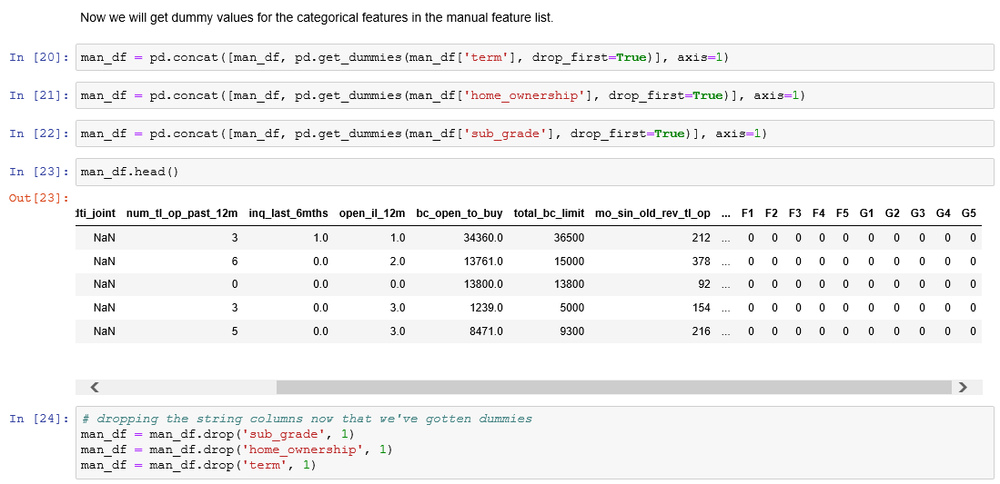 Now we will get dummy values for the categorical features in the manual feature list.
In [20]: man_df = pd.concat([man_df, pd.get_dummies(man_df['term'], drop_first=True)], axis=1)
In [21]: man_df = pd.concat([man_df, pd.get_dummies(man_df['home_ownership'], drop_first=True)], axis=1)
In [22]: man_df = pd.concat([man_df, pd.get_dummies(man_df['sub_grade'], drop_first=True)], axis=1)
In [23]: man_df.head()
Out[23]:
dti_joint num_tl_op_past_12m inq_last_6mths open_il_12m bc_open_to_buy total_bc_limit mo_sin_old_rev_tl_op ... F1 F2 F3 F4 F5 G1 G2 G3 G4 G5
NaN 3 1.0 1.0 34360.0 36500 212 ... 0 0 0 0 0 0 0 0 0 0
NaN 6 0.0 2.0 13761.0 15000 378 ... 0 0 0 0 0 0 0 0 0 0
NaN 0 0.0 0.0 13800.0 13800 92 ... 0 0 0 0 0 0 0 0 0 0
NaN 3 0.0 3.0 1239.0 5000 154 ... 0 0 0 0 0 0 0 0 0 0
NaN 5 0.0 3.0 8471.0 9300 216 ... 0 0 0 0 0 0 0 0 0 0
In [24]: # dropping the string columns now that we've gotten dummies
man_df = man_df.drop('sub_grade', 1)
man_df = man_df.drop('home_ownership', 1)
man_df = man_df.drop('term', 1)